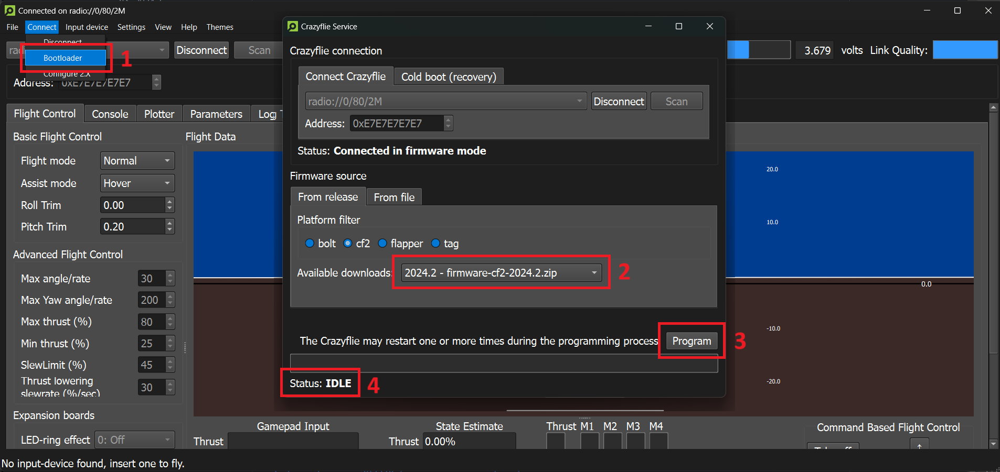 Connected on radio://0/80/2M
File Connect Input device Settings View Help Themes
Disconnect
Bootloader
Configure 2.X
1
Disconnect Scan
3.679 volts Link Quality:
Address: 0xE7E7E7E7E7
Flight Control Console Plotter Parameters Log
Basic Flight Control
Flight mode Normal
Assist mode Hover
Roll Trim 0.00
Pitch Trim 0.20
Advanced Flight Control
Max angle/rate 30
Max Yaw angle/rate 200
Max thrust (%) 80
Min thrust (%) 25
SlewLimit (%) 45
Thrust lowering
slewrate (%/sec) 30
Expansion boards
LED-ring effect 0: Off
Flight Data
20.0
10.0
0.0
-10.0
-20.0
Crazyflie Service
Crazyflie connection
Connect Crazyflie Cold boot (recovery)
radio://0/80/2M Disconnect Scan
Address: 0xE7E7E7E7E7
Status: Connected in firmware mode
Firmware source
From release From file
Platform filter
bolt cf2 flapper tag
Available downloads: 2024.2 - firmware-cf2-2024.2.zip 2
The Crazyflie may restart one or more times during the programming process Program 3
Status: IDLE 4
Gamepad Input
Thrust
State Estimate
Thrust 0.00%
Thrust M1 M2 M3 M4
Command Based Flight Control
↑
No input-device found, insert one to fly.